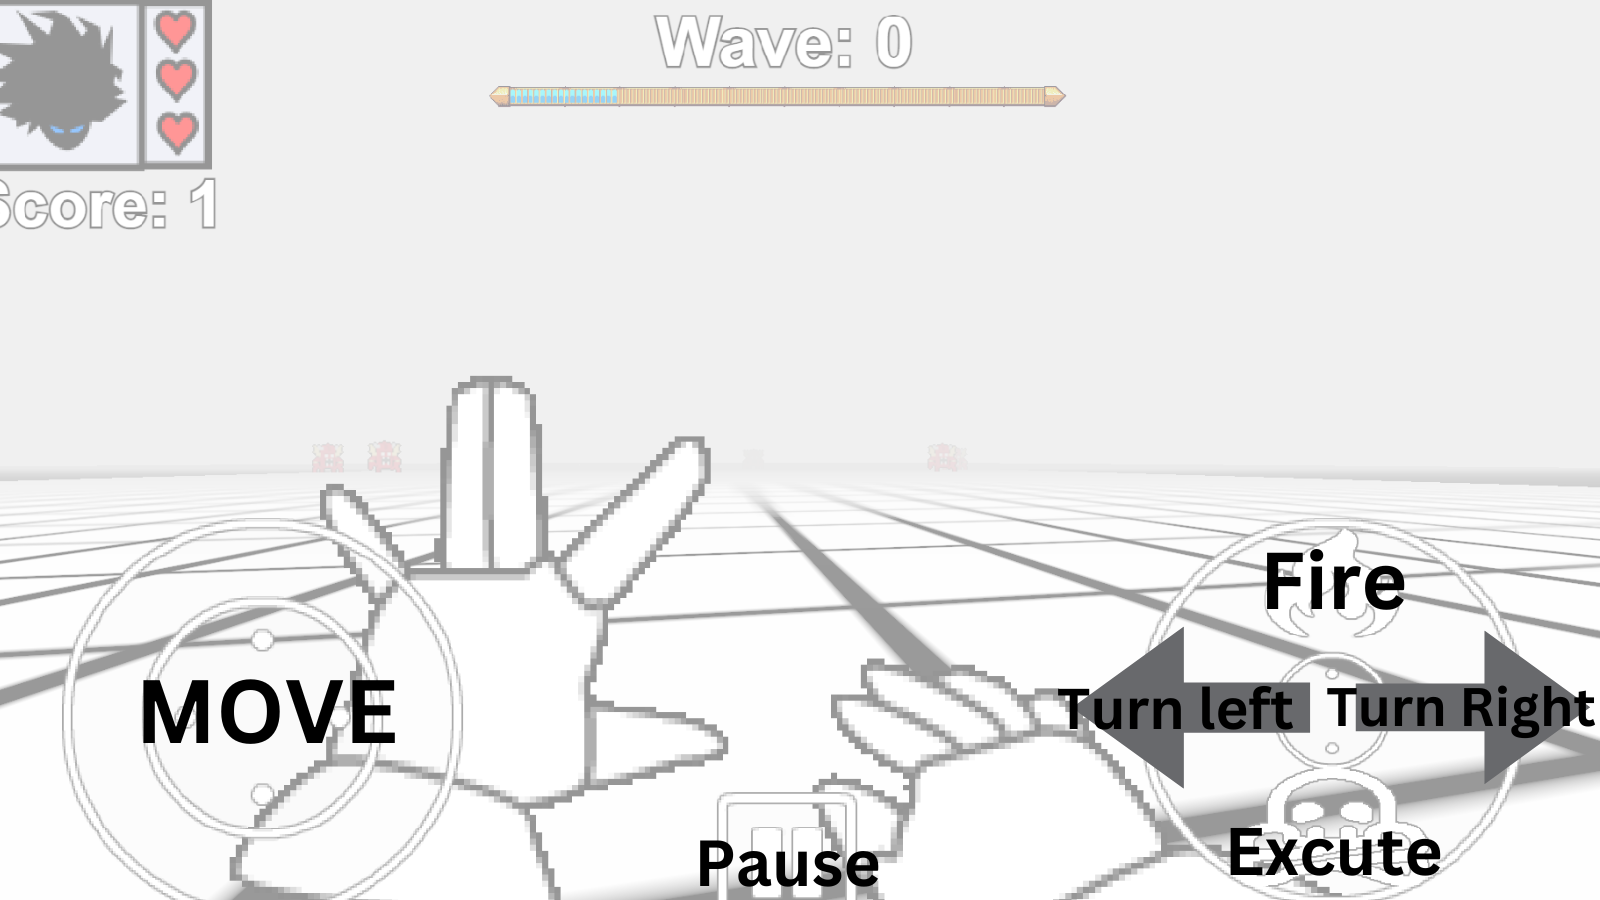 Wave: 0
Score: 1
Fire
MOVE
Turn left
Turn Right
Excute
Pause